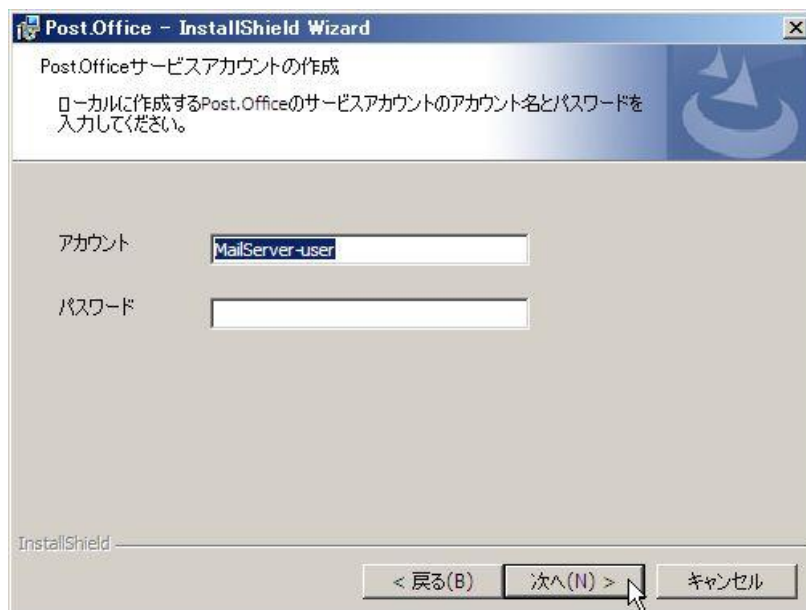 Post.Office - InstallShield Wizard
Post.Officeサービスアカウントの作成
ローカルに作成するPost.Officeのサービスアカウントのアカウント名とパスワードを
入力してください。
アカウント
MailServer-user
パスワード
InstallShield
< 戻る(B)
次へ(N) >
キャンセル